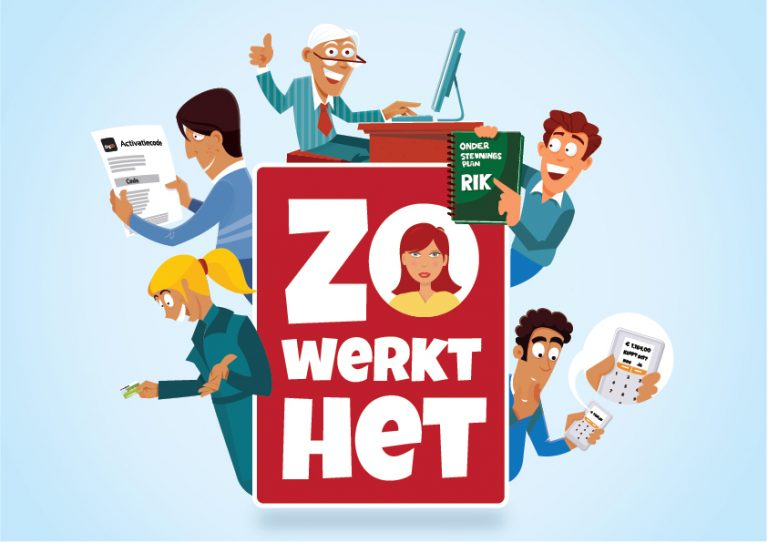 Activatiecode
Code
ONDER
STEUNINGS
PLAN
RIK
ZO
WERKT
HET